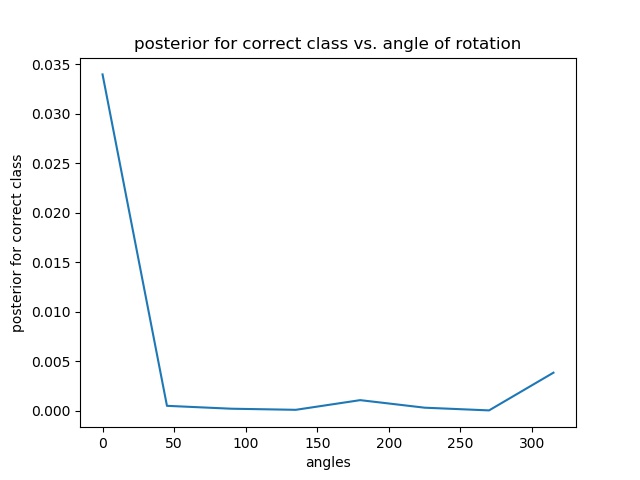 posterior for correct class vs. angle of rotation
0.035
0.030
0.025
0.020
0.015
0.010
0.005
0.000
posterior for correct class
0 50 100 150 200 250 300
angles